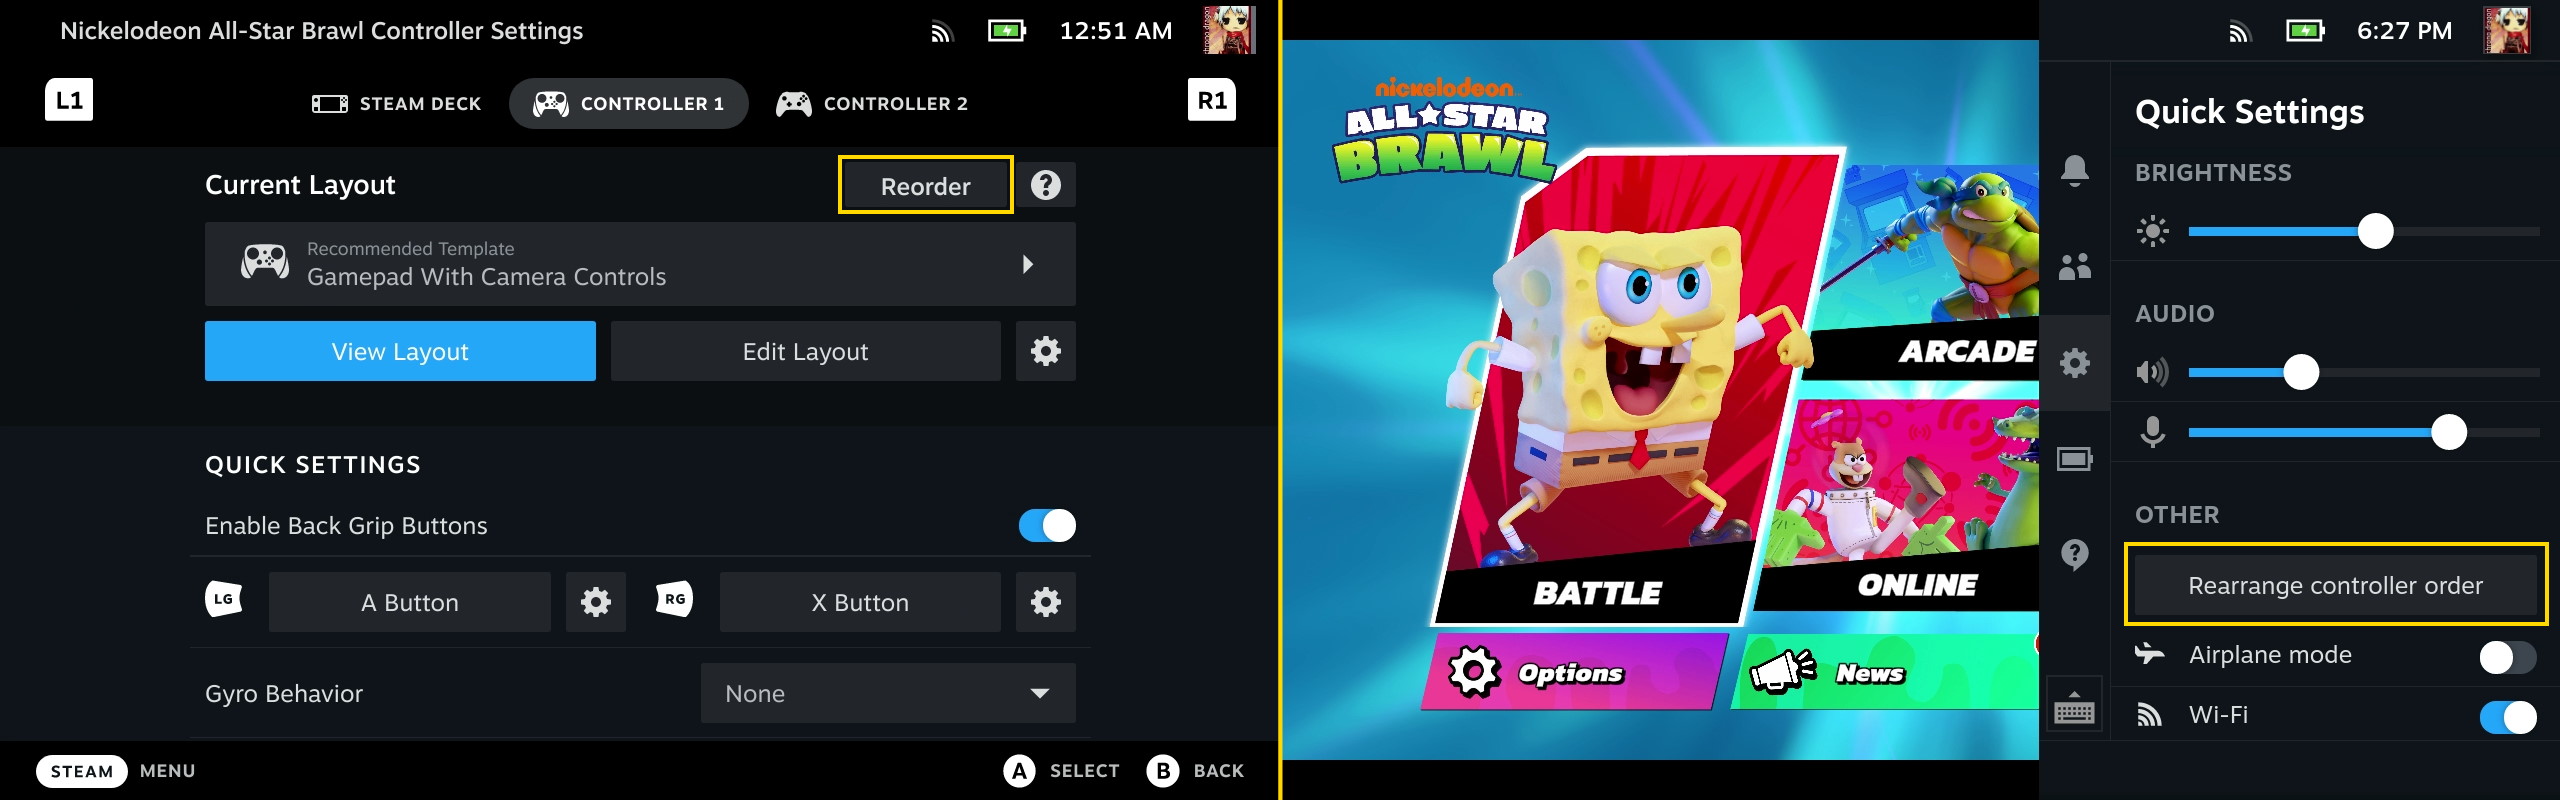 Nickelodeon All-Star Brawl Controller Settings
12:51 AM
L1
STEAM DECK
CONTROLLER 1
CONTROLLER 2
R1
Current Layout
Reorder
?
Recommended Template
Gamepad With Camera Controls
View Layout
Edit Layout
QUICK SETTINGS
Enable Back Grip Buttons
LG
A Button
RG
X Button
Gyro Behavior
None
STEAM
MENU
A
SELECT
B
BACK
nickelodeon
ALL★STAR
BRAWL
ARCADE
BATTLE
ONLINE
Options
News
6:27 PM
Quick Settings
BRIGHTNESS
AUDIO
OTHER
?
Rearrange controller order
Airplane mode
Wi-Fi